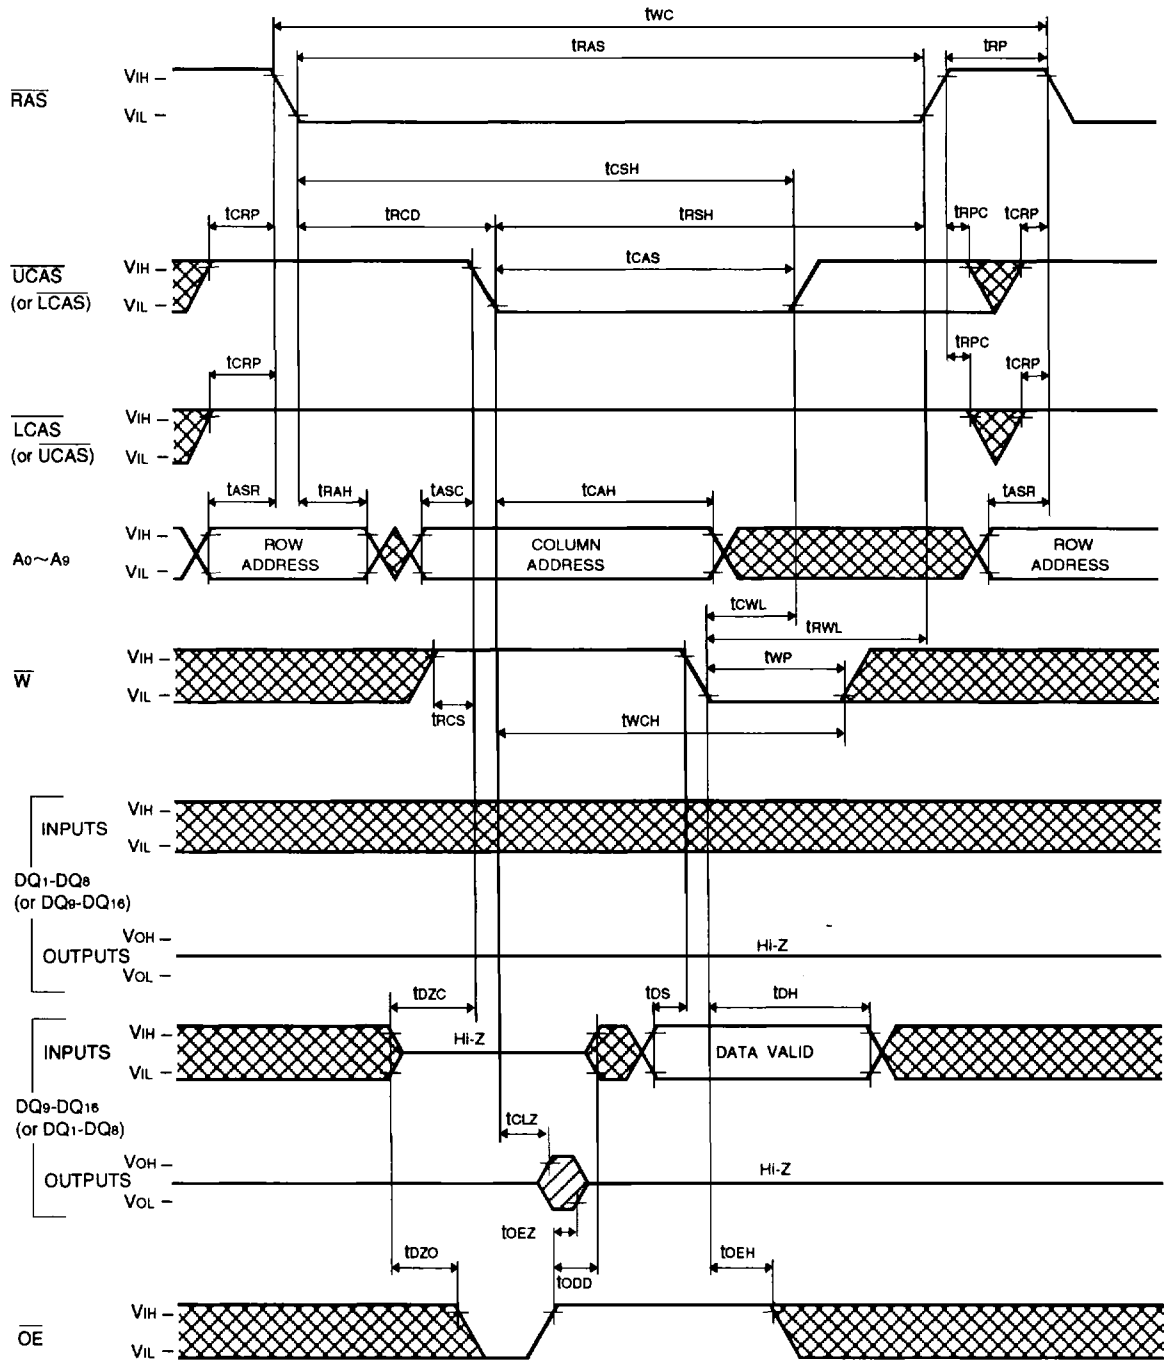 tWC
tRAS
tRP
RAS
VIH
VIL
tCSH
tCRP
tRCD
tRSH
tRPC
tCRP
UCAS
(or LCAS)
VIH
VIL
tCAS
tCRP
tRPC
tCRP
LCAS
(or UCAS)
VIH
VIL
tASR
tRAH
tASC
tCAH
tASR
A0~A9
VIH
VIL
ROW
ADDRESS
COLUMN
ADDRESS
ROW
ADDRESS
tCWL
tRWL
W
VIH
VIL
tWP
tRCS
tWCH
INPUTS
VIH
VIL
DQ1-DQ8
(or DQ9-DQ16)
OUTPUTS
VOH
VOL
Hi-Z
tDZC
tDS
tDH
INPUTS
VIH
VIL
Hi-Z
DATA VALID
DQ9-DQ16
(or DQ1-DQ8)
tCLZ
OUTPUTS
VOH
VOL
Hi-Z
tOEZ
tDZO
tODD
tOEH
OE
VIH
VIL